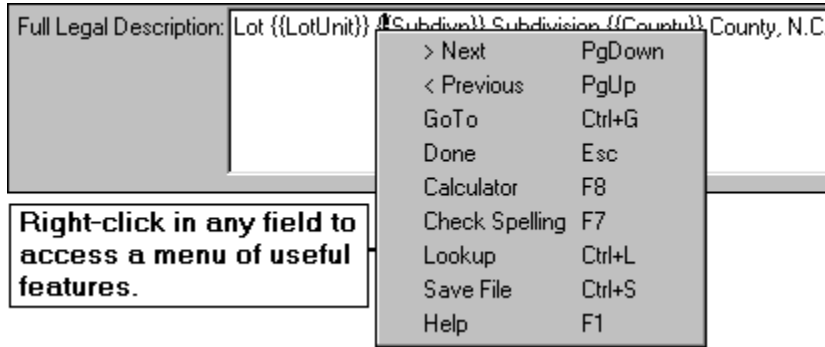 Full Legal Description: Lot {{LotUnit}} {{Subdivn}} Subdivision {{County}} County, N.C.
> Next PgDown
< Previous PgUp
GoTo Ctrl+G
Done Esc
Calculator F8
Check Spelling F7
Lookup Ctrl+L
Save File Ctrl+S
Help F1
Right-click in any field to
access a menu of useful
features.